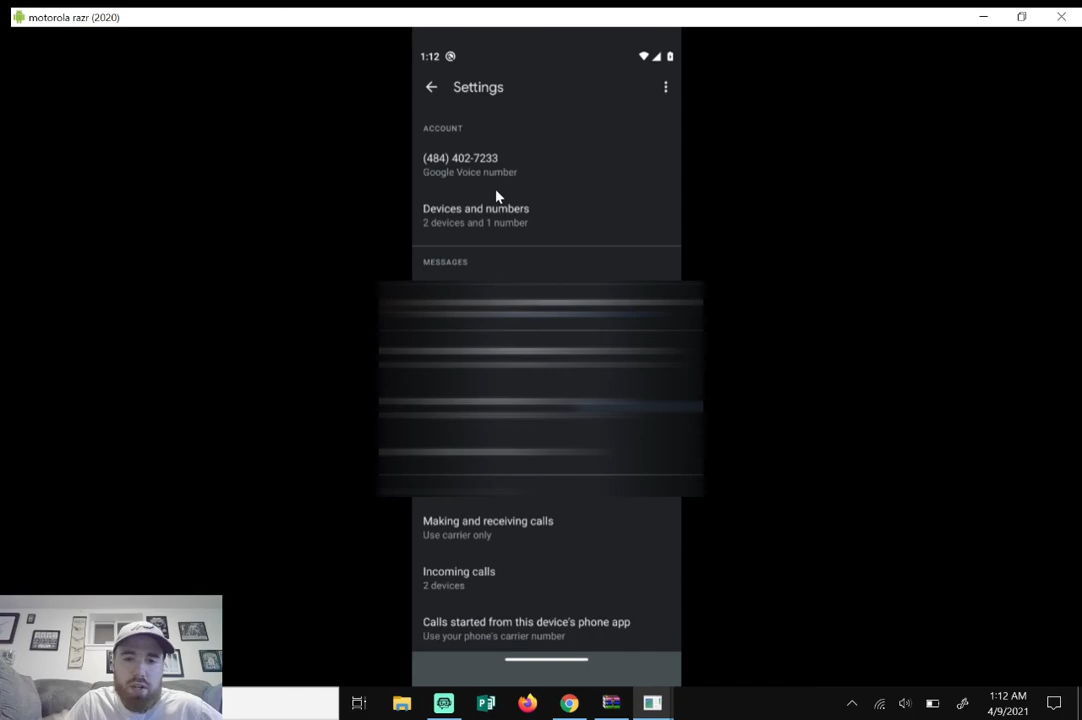 motorola razr (2020)
1:12
Settings
ACCOUNT
(484) 402-7233
Google Voice number
Devices and numbers
2 devices and 1 number
MESSAGES
Making and receiving calls
Use carrier only
Incoming calls
2 devices
Calls started from this device's phone app
Use your phone's carrier number
1:12 AM
4/9/2021